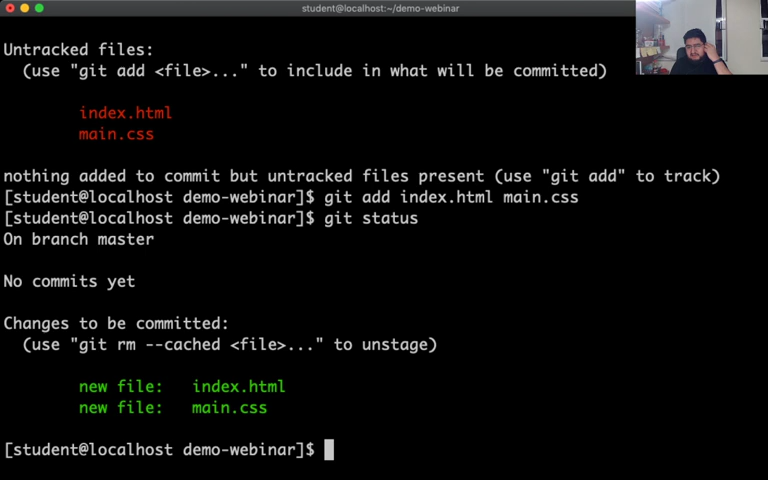 student@localhost:~/demo-webinar
Untracked files:
(use "git add <file>..." to include in what will be committed)
index.html
main.css
nothing added to commit but untracked files present (use "git add" to track)
[student@localhost demo-webinar]$ git add index.html main.css
[student@localhost demo-webinar]$ git status
On branch master
No commits yet
Changes to be committed:
(use "git rm --cached <file>..." to unstage)
new file:   index.html
new file:   main.css
[student@localhost demo-webinar]$